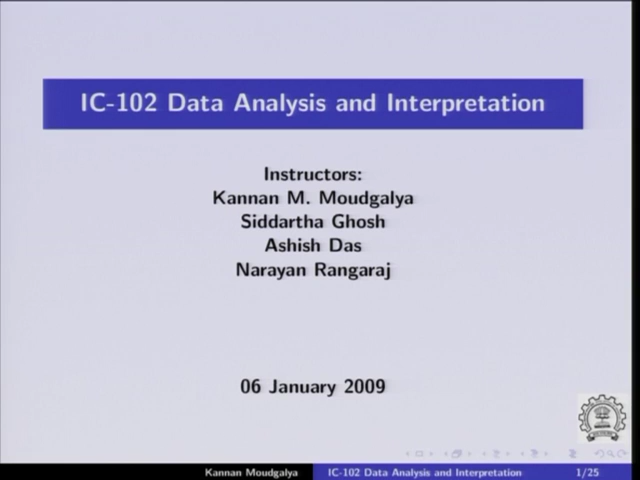 IC-102 Data Analysis and Interpretation
Instructors:
Kannan M. Moudgalya
Siddartha Ghosh
Ashish Das
Narayan Rangaraj
06 January 2009
Kannan Moudgalya
IC-102 Data Analysis and Interpretation
1/25